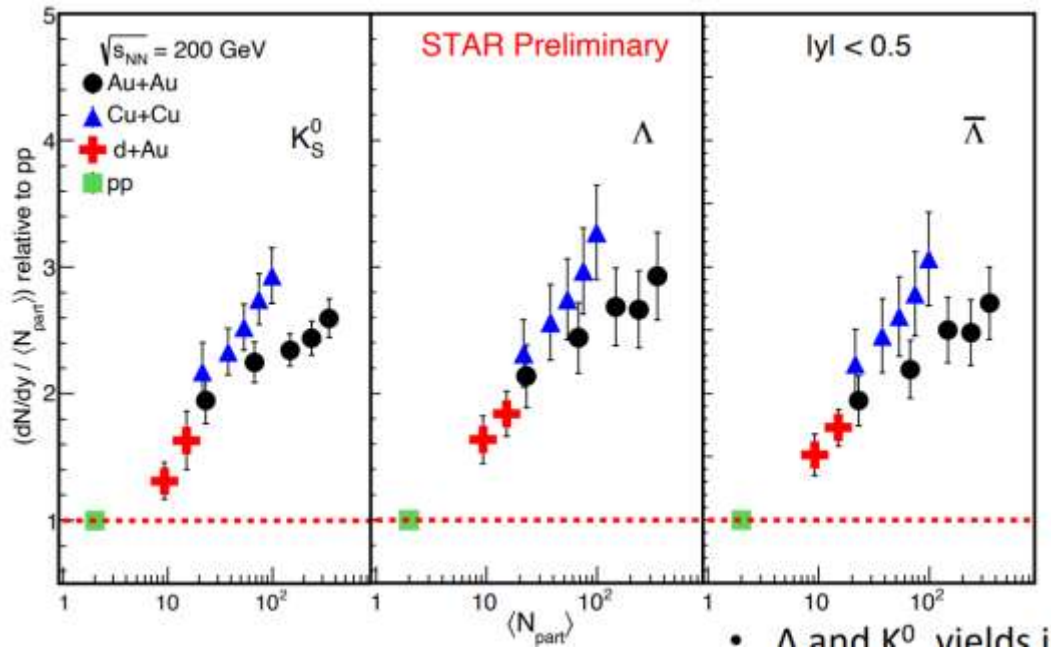 5
4
3
2
1
(dN/dy / ⟨N_part⟩) relative to pp
√s_NN = 200 GeV
Au+Au
Cu+Cu
d+Au
pp
K⁰_S
STAR Preliminary
Λ
|y| < 0.5
Λ̅
1 10 10² 1 10 10² 1 10 10²
⟨N_part⟩
• Λ and K⁰ yields i